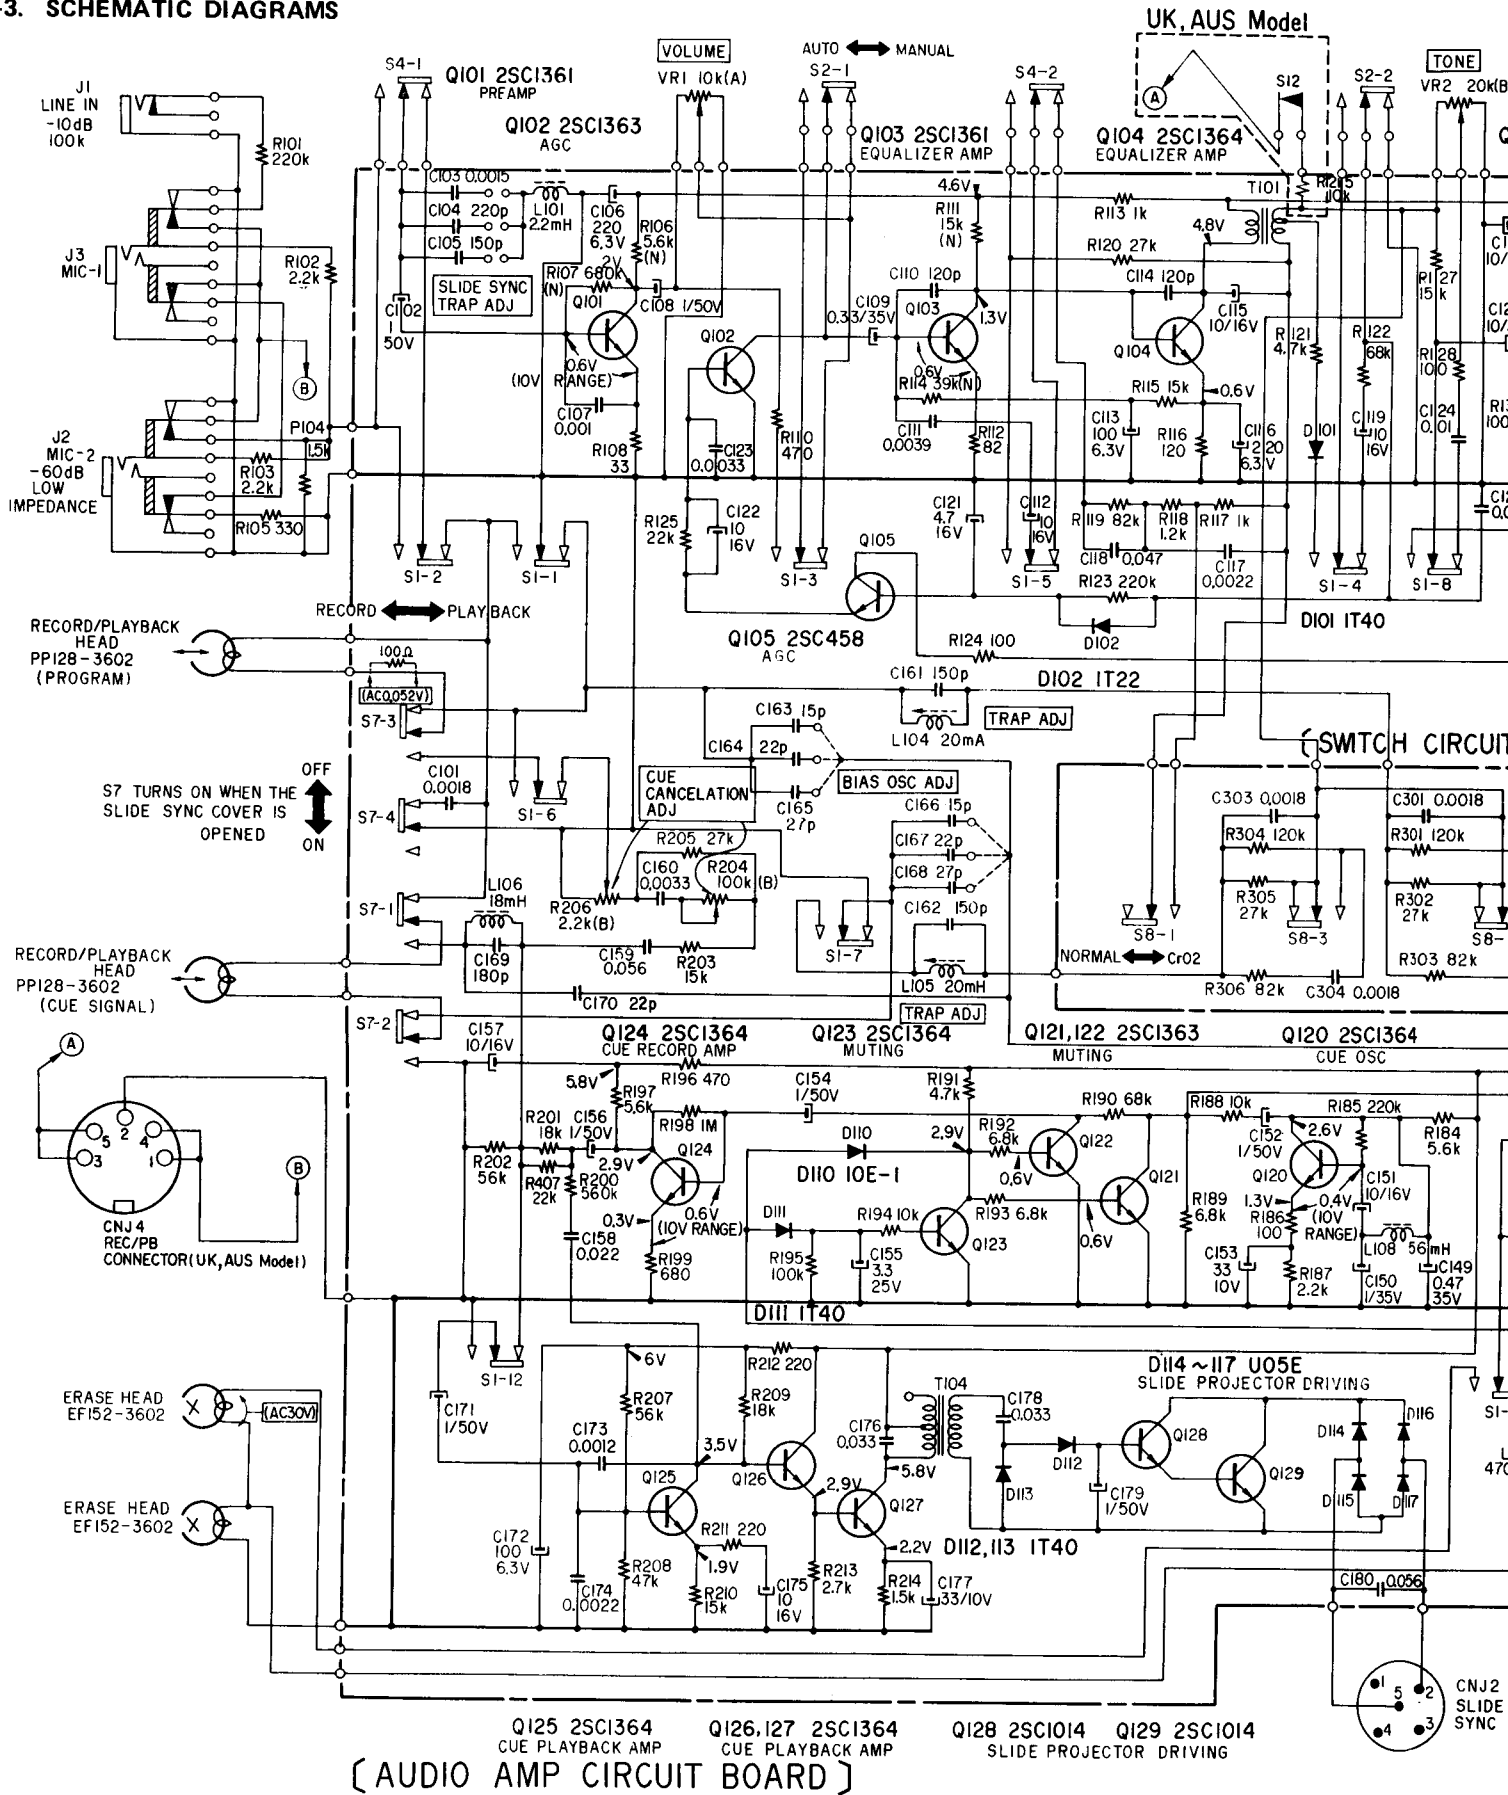 -3. SCHEMATIC DIAGRAMS
UK, AUS Model
J1
LINE IN
-10dB
100k
R101
220k
S4-1
Q101 2SC1361
PREAMP
Q102 2SC1363
AGC
VOLUME
VR1 10k(A)
AUTO MANUAL
S2-1
Q103 2SC1361
EQUALIZER AMP
S4-2
Q104 2SC1364
EQUALIZER AMP
A
S12
S2-2
TONE
VR2 20k(B
J3
MIC-1
R102
2.2k
B
C103 0.0015
C104 220p
C105 150p
L101
2.2mH
C106
220
6.3V
R106
5.6k
(N)
SLIDE SYNC
TRAP ADJ
R107 680k
(N)
2V
Q101
C102
1
50V
C108 1/50V
0.6V
(10V RANGE)
C107
0.001
R108
33
Q102
C123
0.0033
R110
470
C109
0.33/35V
C110 120p
Q103
4.6V
R111
15k
(N)
1.3V
0.6V
R114 39k(N)
C111
0.0039
R112
82
R113 1k
R120 27k
C114 120p
4.8V
T101
R1215
10k
C115
10/16V
Q104
0.6V
R115 15k
C113
100
6.3V
R116
120
C116
220
6.3V
R121
4.7k
D101
R122
68k
C119
10
16V
R127
15k
R128
100
C124
0.01
J2
MIC-2
-60dB
LOW
IMPEDANCE
P104
1.5k
R103
2.2k
R105 330
R125
22k
C122
10
16V
C121
4.7
16V
C112
10
16V
R119 82k
R118
1.2k
R117 1k
C118 0.047
C117
0.0022
R123 220k
D102
S1-2
S1-1
S1-3
S1-5
S1-4
S1-8
Q105
Q105 2SC458
AGC
R124 100
D101 1T40
D102 1T22
RECORD PLAYBACK
RECORD/PLAYBACK
HEAD
PP128-3602
(PROGRAM)
100Ω
(AC0.052V)
S7-3
C161 150p
L104 20mA
TRAP ADJ
C163 15p
C164 22p
C165
27p
BIAS OSC ADJ
CUE
CANCELATION
ADJ
S7 TURNS ON WHEN THE
SLIDE SYNC COVER IS
OPENED
OFF
ON
C101
0.0018
S7-4
S1-6
C166 15p
C167 22p
C168 27p
C162 150p
[SWITCH CIRCUIT
C303 0.0018
R304 120k
R305
27k
S8-3
R306 82k
C304 0.0018
C301 0.0018
R301 120k
R302
27k
S8-
R303 82k
S8-1
NORMAL CrO2
R205 27k
C160
0.0033
R204
100k(B)
R206
2.2k(B)
C159
0.056
R203
15k
S1-7
L105 20mH
TRAP ADJ
S7-1
L106
18mH
C169
180p
C170 22p
RECORD/PLAYBACK
HEAD
PP128-3602
(CUE SIGNAL)
S7-2
C157
10/16V
Q124 2SC1364
CUE RECORD AMP
Q123 2SC1364
MUTING
Q121,122 2SC1363
MUTING
Q120 2SC1364
CUE OSC
A
5
2
4
3
1
B
CNJ4
REC/PB
CONNECTOR(UK, AUS Model)
5.8V
R196 470
R197
5.6k
R198 1M
R201
18k
C156
1/50V
R202
56k
R407
22k
R200
560k
2.9V
Q124
0.6V
(10V RANGE)
0.3V
C158
0.022
R199
680
C154
1/50V
R191
4.7k
2.9V
D110
D110 10E-1
R192
6.8k
0.6V
Q122
R190 68k
D111
R194 10k
R195
100k
C155
3.3
25V
Q123
R193 6.8k
0.6V
Q121
D111 1T40
R188 10k
C152
1/50V
Q120
2.6V
R185 220k
R184
5.6k
R189
6.8k
1.3V
0.4V
(10V
RANGE)
C151
10/16V
R186
100
C153
33
10V
R187
2.2k
L108 56mH
C150
1/35V
C149
0.47
35V
S1-12
ERASE HEAD
EF152-3602
(AC30V)
ERASE HEAD
EF152-3602
C171
1/50V
6V
R207
56k
C173
0.0012
C172
100
6.3V
C174
0.0022
R208
47k
Q125
3.5V
1.9V
R210
15k
R211 220
C175
10
16V
R212 220
R209
18k
Q126
2.9V
R213
2.7k
Q127
C176
0.033
T104
5.8V
2.2V
R214
1.5k
C177
33/10V
C178
0.033
D113
D112
C179
1/50V
D112,113 1T40
D114~117 U05E
SLIDE PROJECTOR DRIVING
Q128
Q129
D114
D116
D115
D117
C180 0.056
S1-
470
1
5
2
4
3
CNJ2
SLIDE
SYNC
Q125 2SC1364
CUE PLAYBACK AMP
Q126,127 2SC1364
CUE PLAYBACK AMP
Q128 2SC1014 Q129 2SC1014
SLIDE PROJECTOR DRIVING
[AUDIO AMP CIRCUIT BOARD]